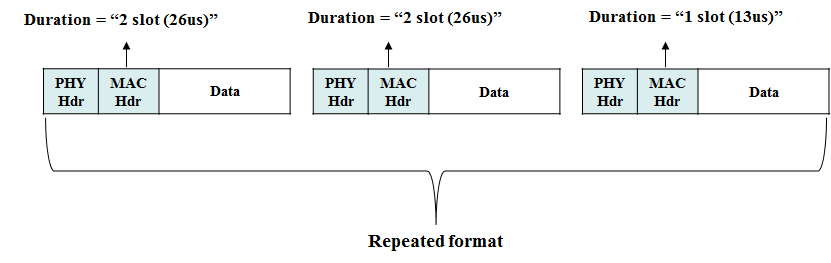 Duration = “2 slot (26us)”
Duration = “2 slot (26us)”
Duration = “1 slot (13us)”
PHY Hdr
MAC Hdr
Data
PHY Hdr
MAC Hdr
Data
PHY Hdr
MAC Hdr
Data
Repeated format